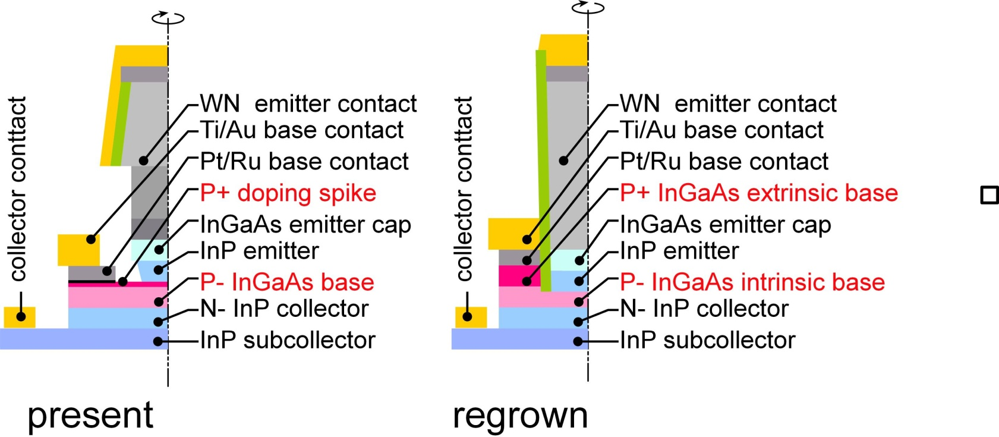 collector conttact
WN emitter contact
Ti/Au base contact
Pt/Ru base contact
P+ doping spike
InGaAs emitter cap
InP emitter
P- InGaAs base
N- InP collector
InP subcollector
present
collector conttact
WN emitter contact
Ti/Au base contact
Pt/Ru base contact
P+ InGaAs extrinsic base
InGaAs emitter cap
InP emitter
P- InGaAs intrinsic base
N- InP collector
InP subcollector
regrown